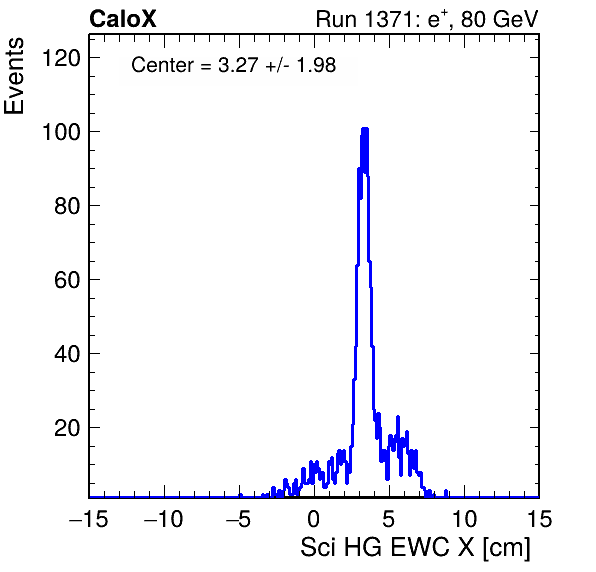 CaloX Run 1371: e⁺, 80 GeV
Center = 3.27 +/- 1.98
Events
120
100
80
60
40
20
−15 −10 −5 0 5 10 15
Sci HG EWC X [cm]